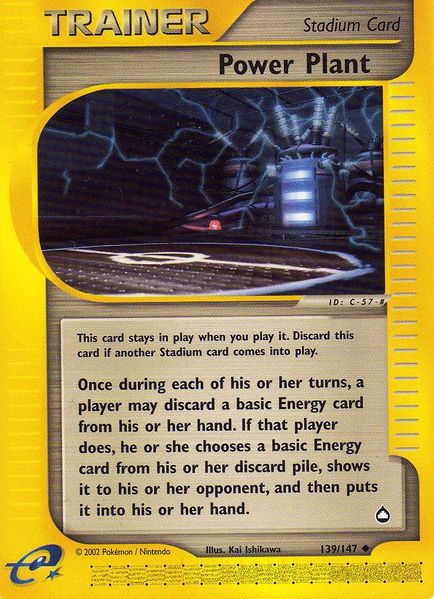 TRAINER
Stadium Card
Power Plant
ID: C-57-#
This card stays in play when you play it. Discard this
card if another Stadium card comes into play.
Once during each of his or her turns, a
player may discard a basic Energy card
from his or her hand. If that player
does, he or she chooses a basic Energy
card from his or her discard pile, shows
it to his or her opponent, and then puts
it into his or her hand.
© 2002 Pokémon / Nintendo Illus. Kai Ishikawa 139/147 ◆
e